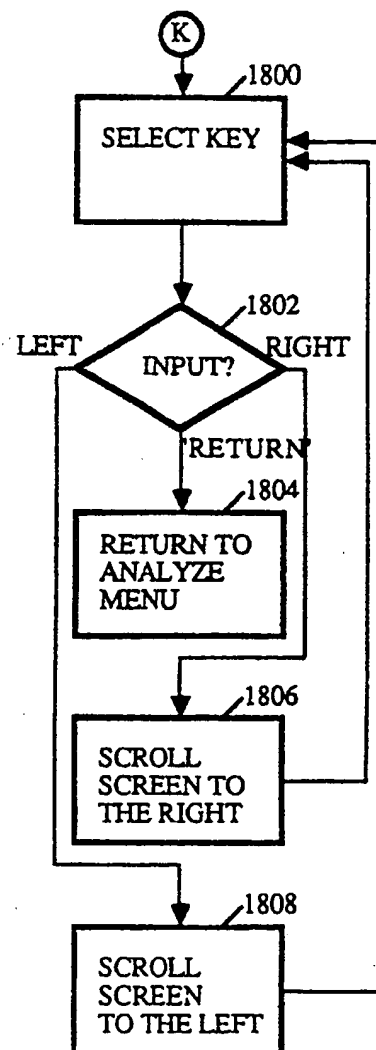 K
1800
SELECT KEY
1802
LEFT
INPUT?
RIGHT
'RETURN'
1804
RETURN TO
ANALYZE
MENU
1806
SCROLL
SCREEN TO
THE RIGHT
1808
SCROLL
SCREEN
TO THE LEFT